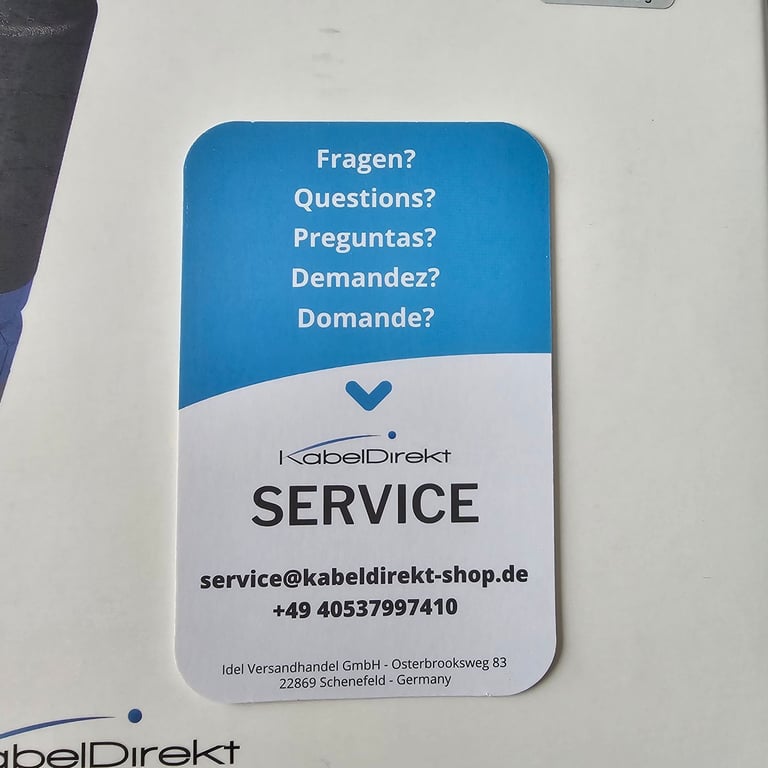 Fragen?
Questions?
Preguntas?
Demandez?
Domande?
KabelDirekt
SERVICE
service@kabeldirekt-shop.de
+49 40537997410
Idel Versandhandel GmbH - Osterbrooksweg 83
22869 Schenefeld - Germany
abelDirekt